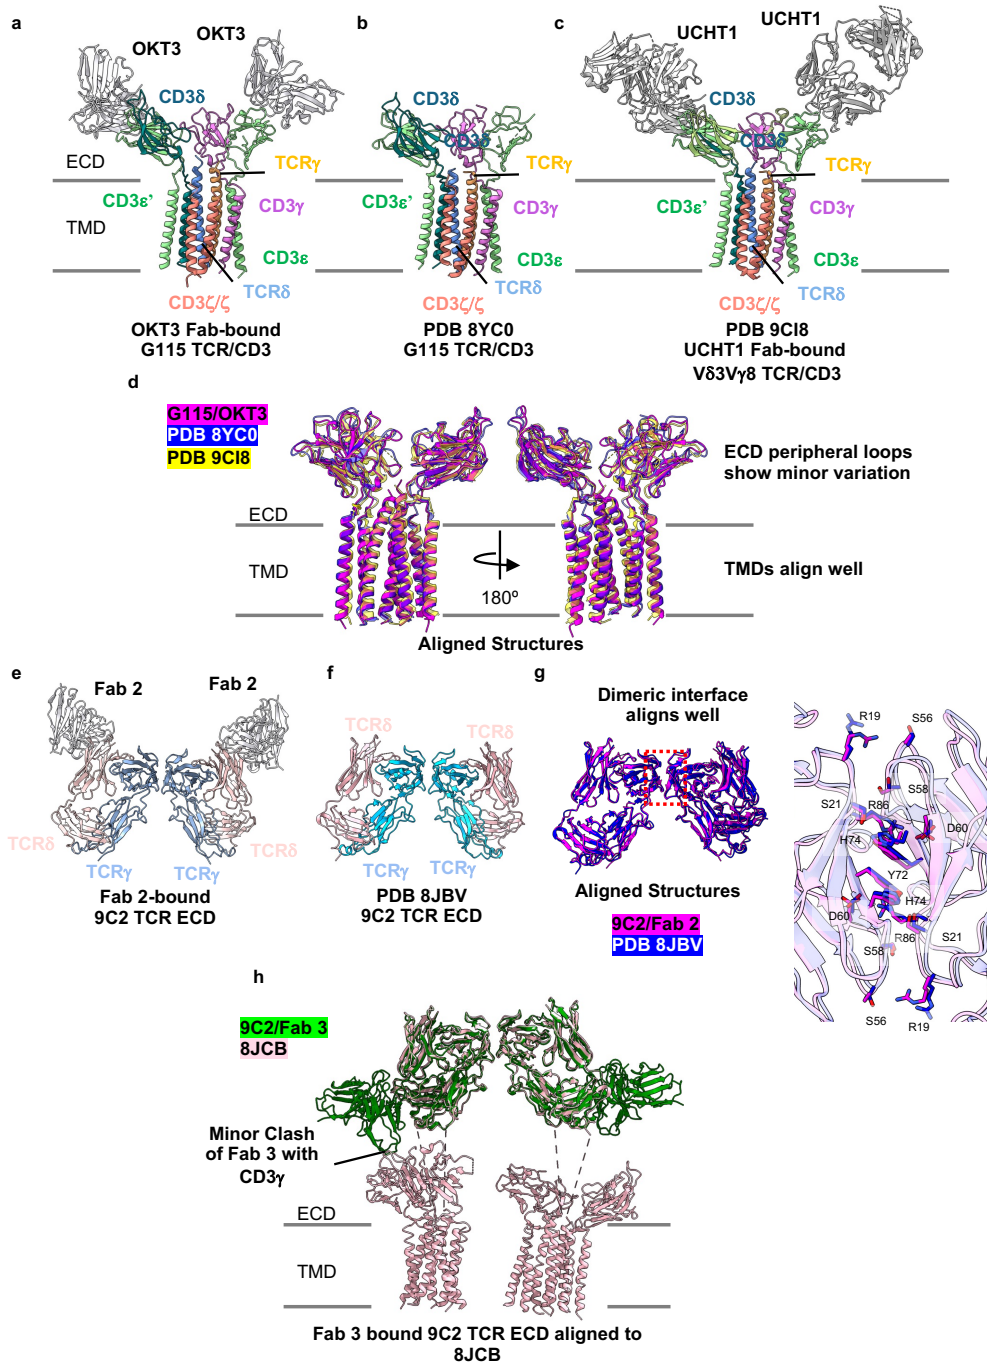 a
OKT3
OKT3
CD3δ
ECD
TCRγ
CD3ε’
TMD
CD3γ
CD3ε
TCRδ
CD3ζ/ζ
OKT3 Fab-bound
G115 TCR/CD3
b
CD3δ
CD3δ
TCRγ
CD3ε’
CD3γ
CD3ε
TCRδ
CD3ζ/ζ
PDB 8YC0
G115 TCR/CD3
c
UCHT1
UCHT1
CD3δ
CD3δ
TCRγ
CD3ε’
CD3γ
CD3ε
TCRδ
CD3ζ/ζ
PDB 9CI8
UCHT1 Fab-bound
Vδ3Vγ8 TCR/CD3
d
G115/OKT3
PDB 8YC0
PDB 9CI8
ECD peripheral loops
show minor variation
ECD
TMD
180º
TMDs align well
Aligned Structures
e
Fab 2
Fab 2
TCRδ
TCRδ
TCRγ
TCRγ
Fab 2-bound
9C2 TCR ECD
f
TCRδ
TCRδ
TCRγ
TCRγ
PDB 8JBV
9C2 TCR ECD
g
Dimeric interface
aligns well
Aligned Structures
9C2/Fab 2
PDB 8JBV
R19
S56
S58
S21
R86
D60
H74
Y72
H74
D60
R86
S21
S58
S56
R19
h
9C2/Fab 3
8JCB
Minor Clash
of Fab 3 with
CD3γ
ECD
TMD
Fab 3 bound 9C2 TCR ECD aligned to
8JCB